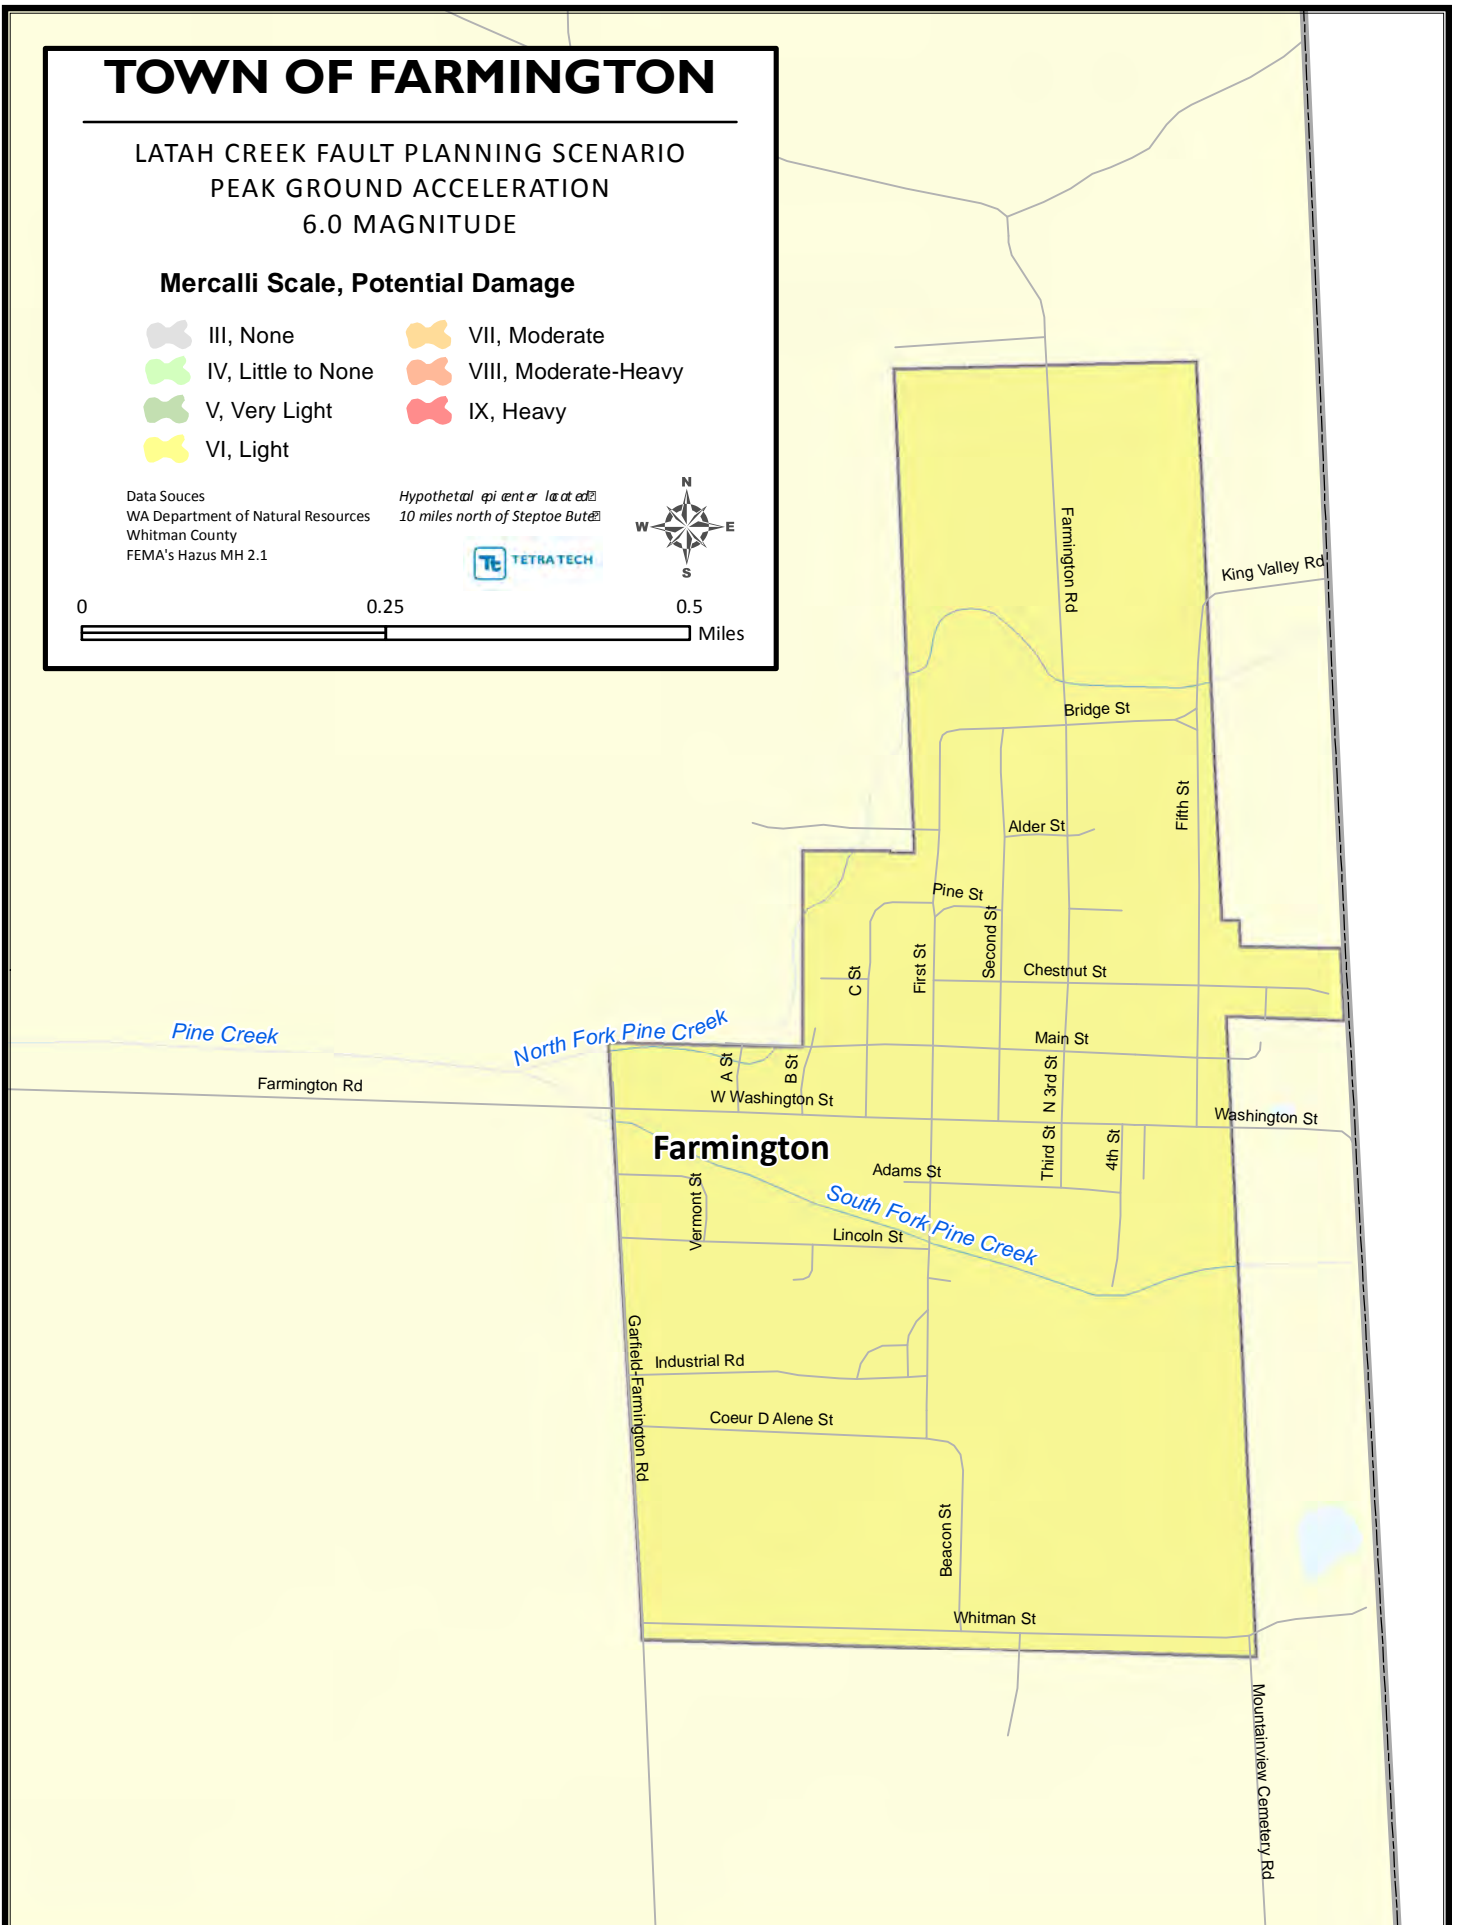 TOWN OF FARMINGTON
LATAH CREEK FAULT PLANNING SCENARIO
PEAK GROUND ACCELERATION
6.0 MAGNITUDE
Mercalli Scale, Potential Damage
III, None
IV, Little to None
V, Very Light
VI, Light
VII, Moderate
VIII, Moderate-Heavy
IX, Heavy
Data Souces
WA Department of Natural Resources
Whitman County
FEMA's Hazus MH 2.1
Hypothetcal epicenter located
10 miles north of Steptoe Bute
Tt TETRA TECH
N
W E
S
0 0.25 0.5
Miles
Farmington Rd
King Valley Rd
Bridge St
Fifth St
Alder St
Pine St
Second St
First St
C St
Chestnut St
Pine Creek
North Fork Pine Creek
Main St
A St
B St
N 3rd St
Farmington Rd
W Washington St
Washington St
Farmington
Third St
4th St
Adams St
Vermont St
South Fork Pine Creek
Lincoln St
Garfield-Farmington Rd
Industrial Rd
Coeur D Alene St
Beacon St
Whitman St
Mountainview Cemetery Rd